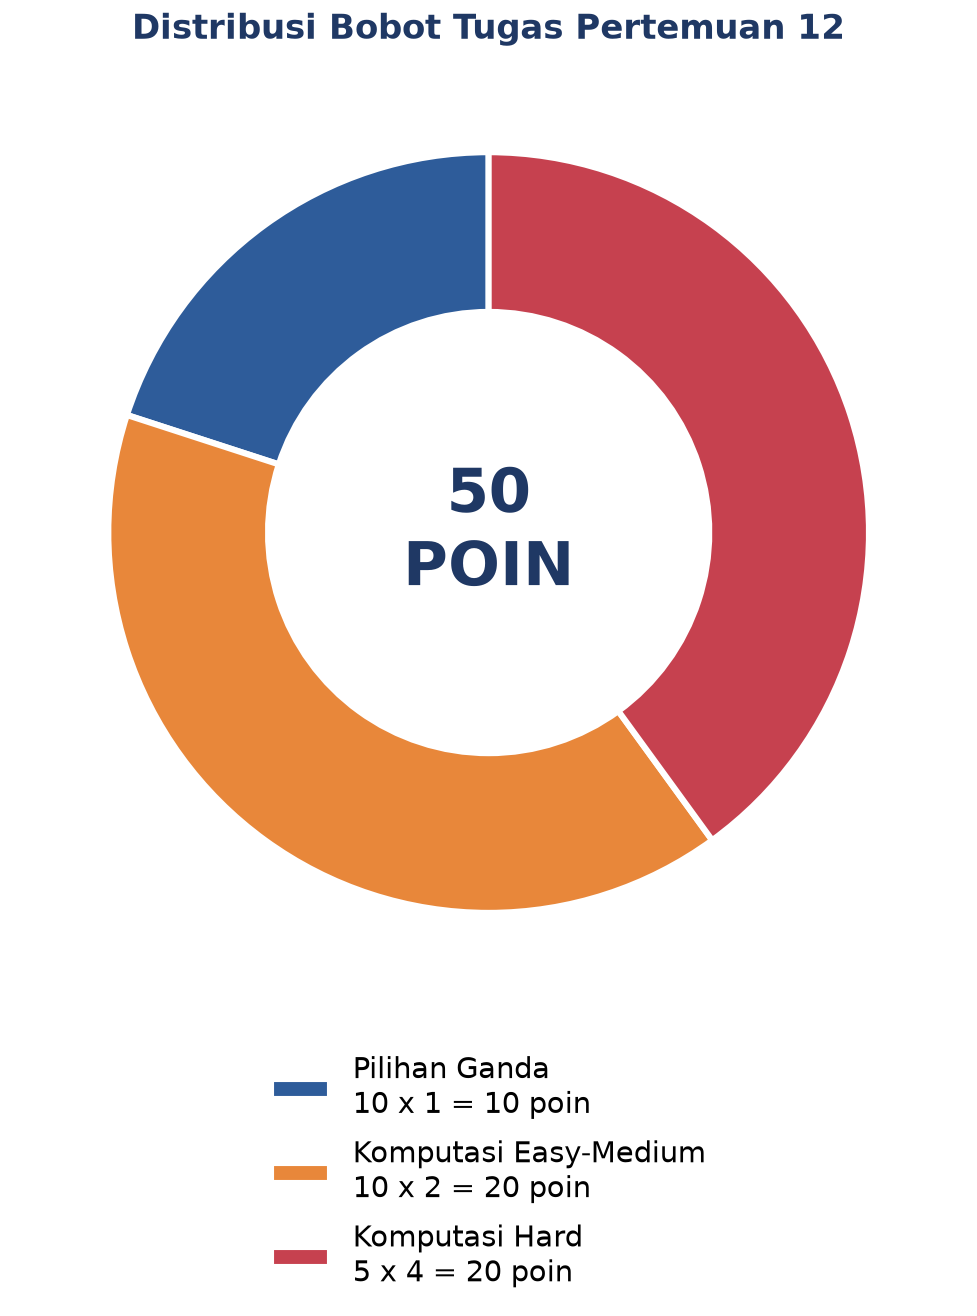 Distribusi Bobot Tugas Pertemuan 12
50
POIN
Pilihan Ganda
10 x 1 = 10 poin
Komputasi Easy-Medium
10 x 2 = 20 poin
Komputasi Hard
5 x 4 = 20 poin